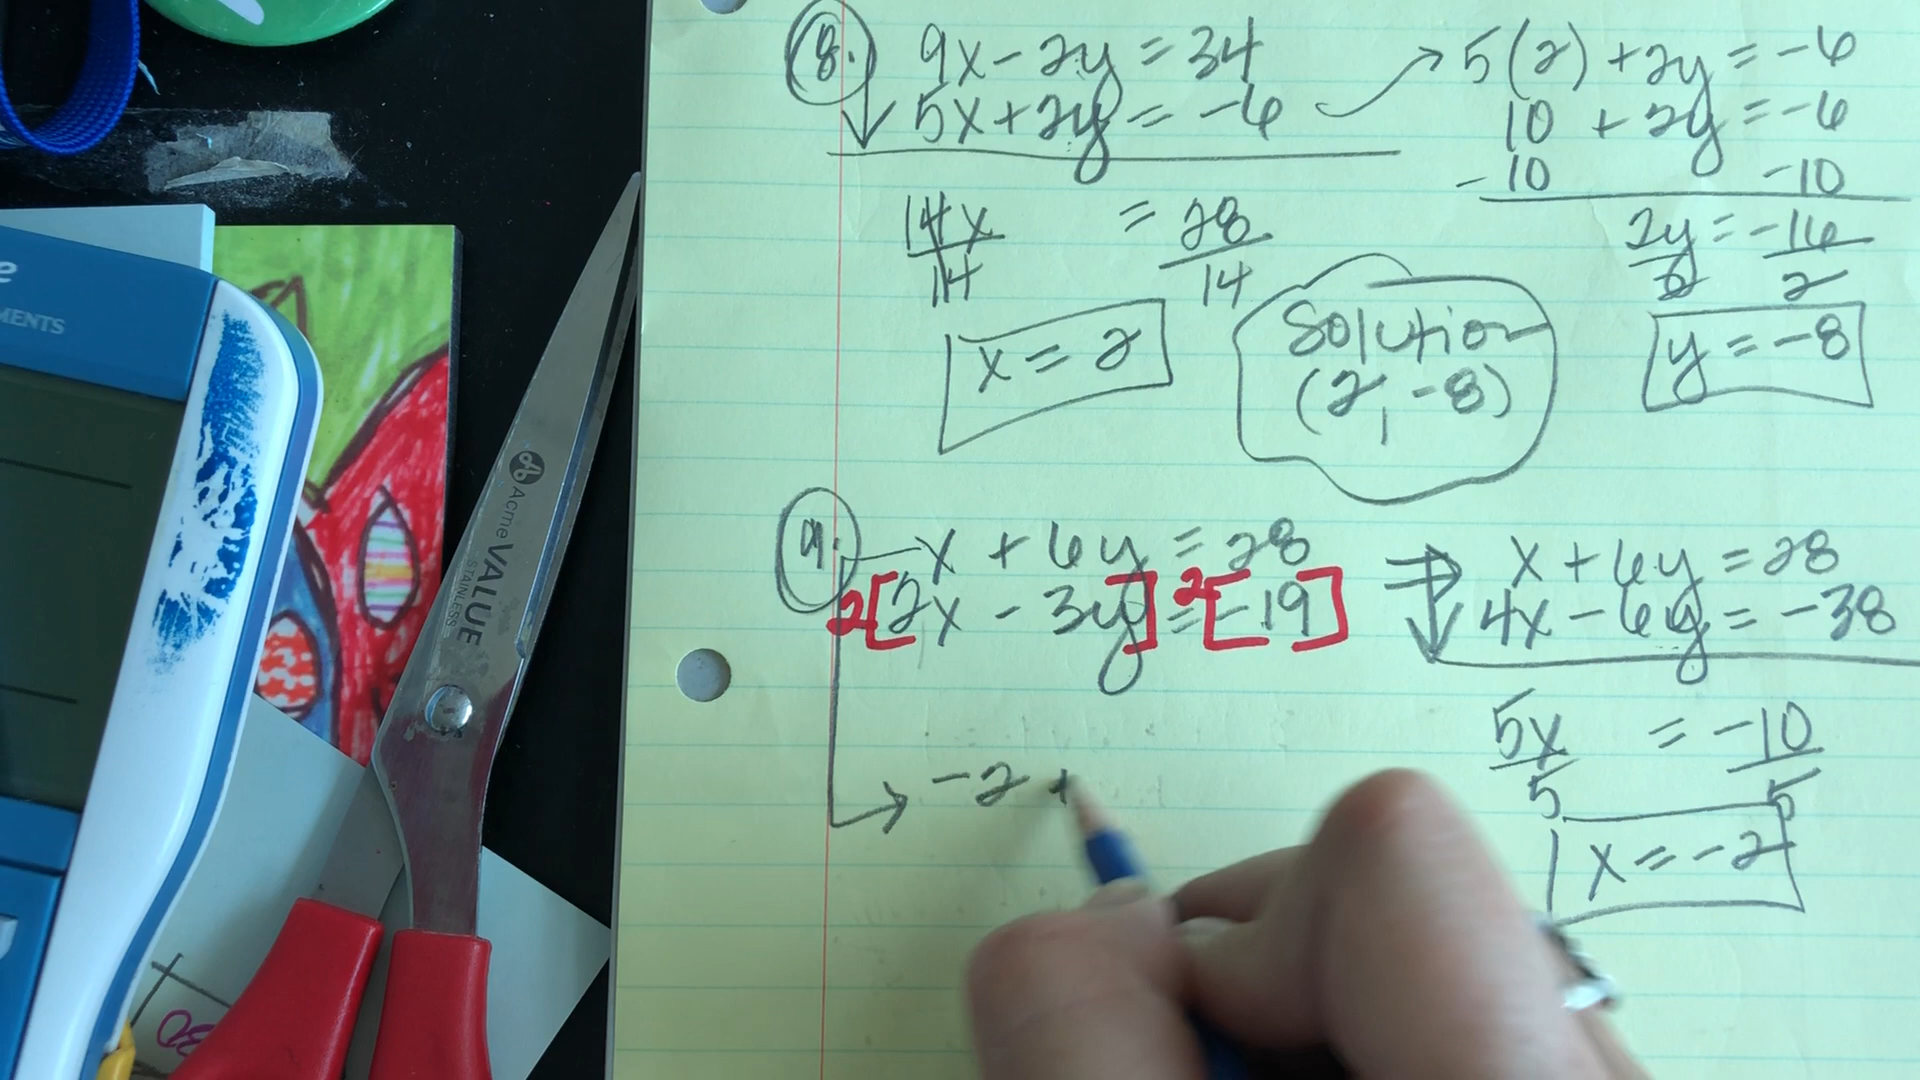 8. 9x - 2y = 34
5x + 2y = -6
14x = 28
14 14
x = 2
5(2) + 2y = -6
10 + 2y = -6
-10 -10
2y = -16
2 2
y = -8
Solution
(2, -8)
9. x + 6y = 28
2[2x - 3y] = 2[-19]
x + 6y = 28
4x - 6y = -38
5x = -10
5 5
x = -2
-2 +
Acme VALUE
STAINLESS
e
MENTS